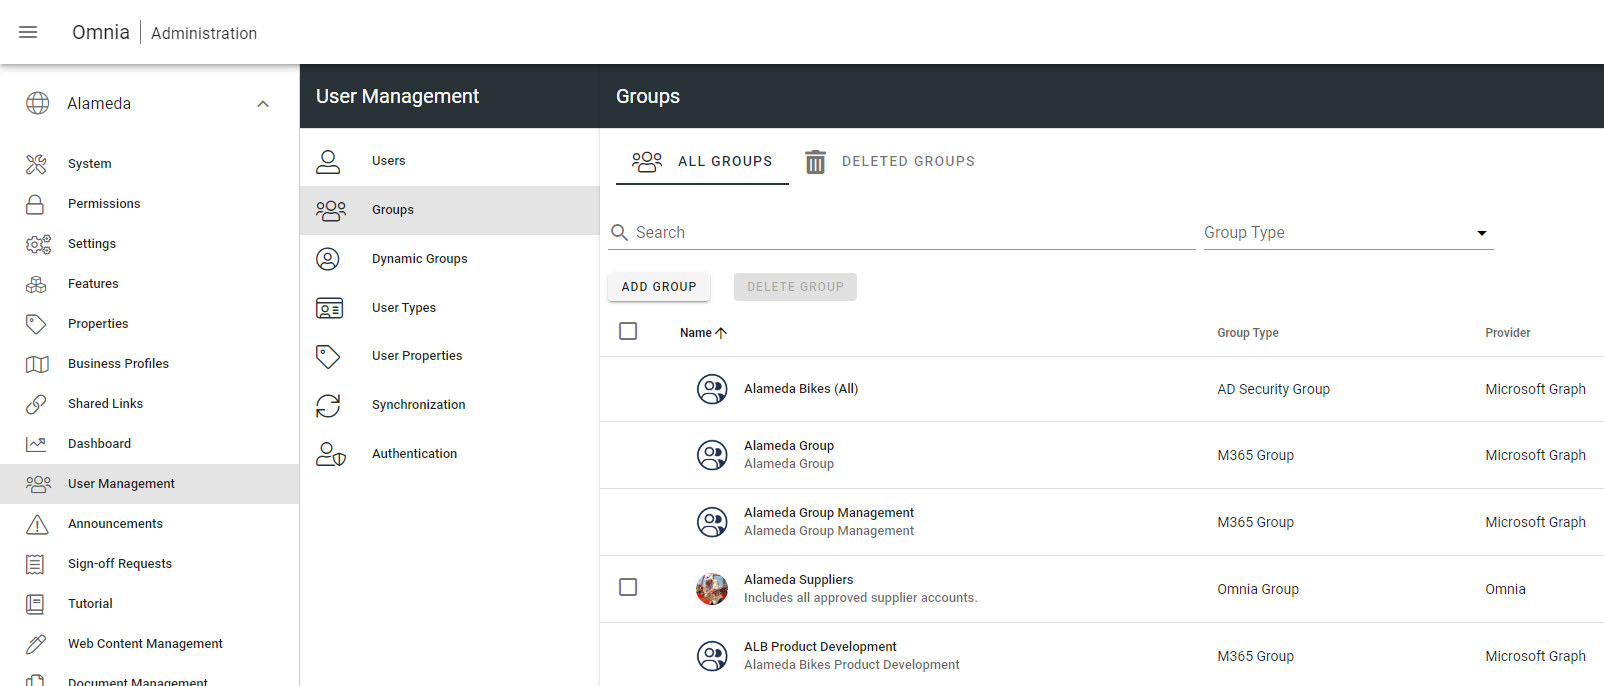 Omnia
Administration
Alameda
System
Permissions
Settings
Features
Properties
Business Profiles
Shared Links
Dashboard
User Management
Announcements
Sign-off Requests
Tutorial
Web Content Management
Document Management
User Management
Users
Groups
Dynamic Groups
User Types
User Properties
Synchronization
Authentication
Groups
ALL GROUPS
DELETED GROUPS
Search
Group Type
ADD GROUP
DELETE GROUP
Name
Group Type
Provider
Alameda Bikes (All)
AD Security Group
Microsoft Graph
Alameda Group
Alameda Group
M365 Group
Microsoft Graph
Alameda Group Management
Alameda Group Management
M365 Group
Microsoft Graph
Alameda Suppliers
Includes all approved supplier accounts.
Omnia Group
Omnia
ALB Product Development
Alameda Bikes Product Development
M365 Group
Microsoft Graph